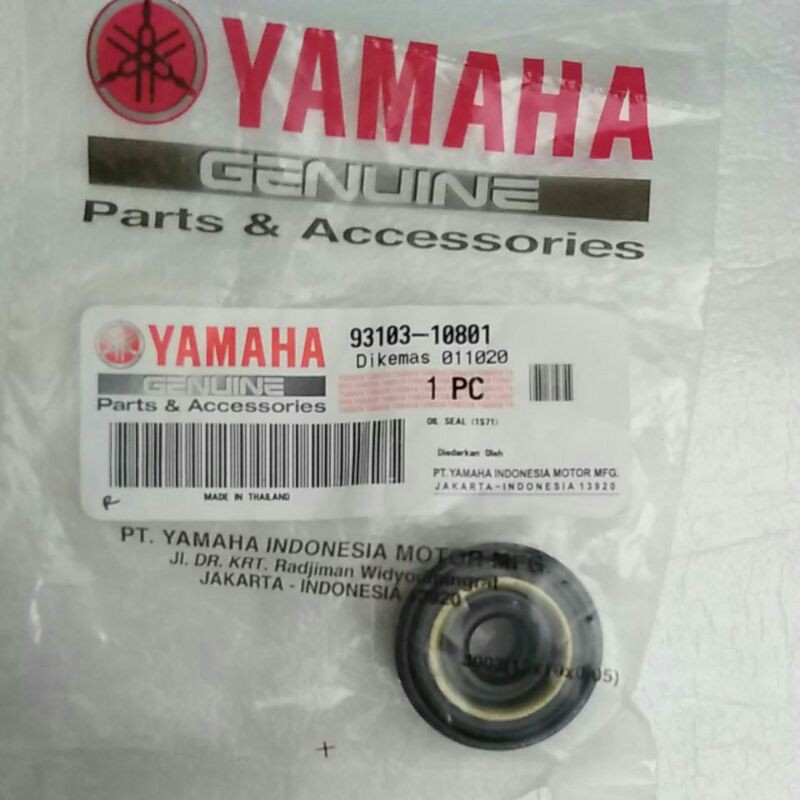 YAMAHA
GENUINE
Parts & Accessories
YAMAHA
GENUINE
Parts & Accessories
93103-10801
Dikemas 011020
1 PC
OIL SEAL (1S71)
Diedarkan Oleh
PT. YAMAHA INDONESIA MOTOR MFG.
JAKARTA-INDONESIA 13920
MADE IN THAILAND
R
PT. YAMAHA INDONESIA MOTOR MFG.
Jl. DR. KRT. Radjiman
JAKARTA - INDONESIA 13920